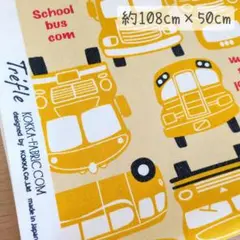 約108cm×50cm
School
bus
com
Trefle
KOKKA-FABRIC.COM
designed by KOKKA Co.,Ltd
made in Japan